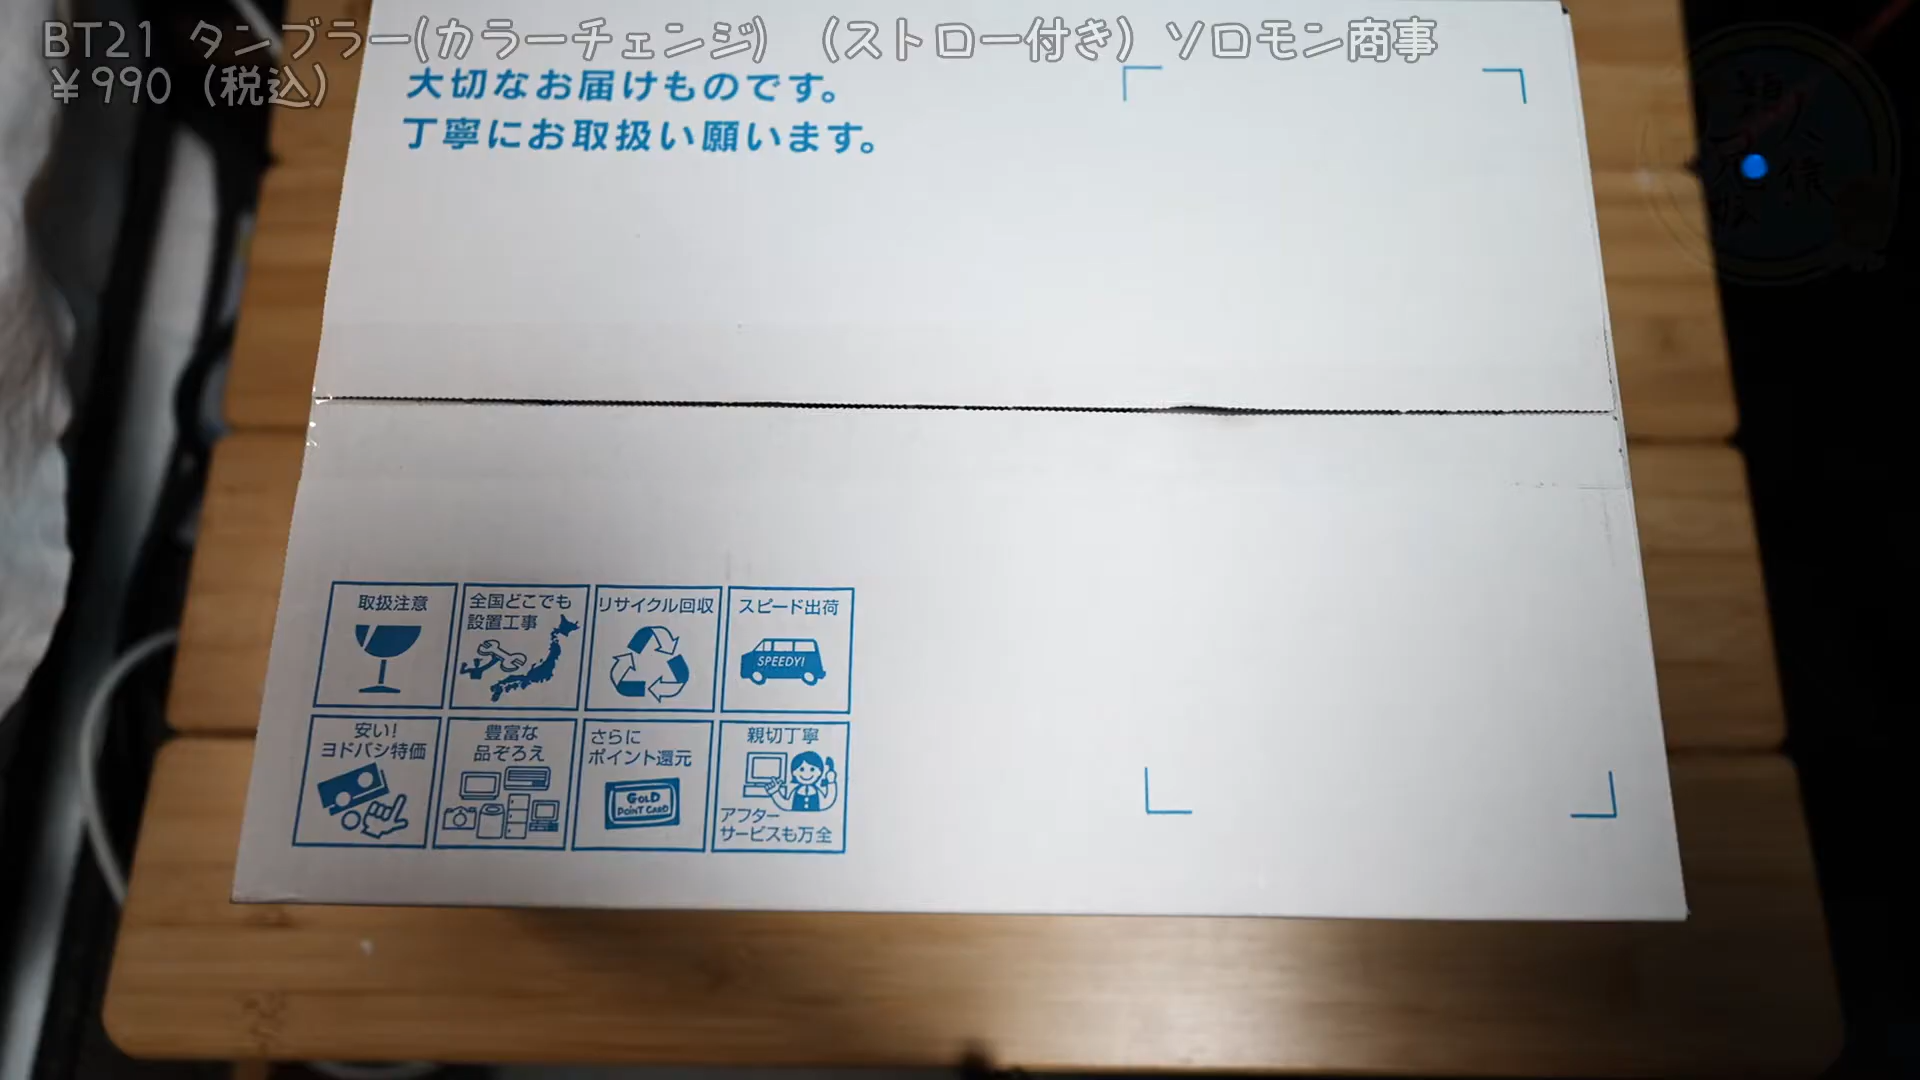 BT21 タンブラー(カラーチェンジ) (ストロー付き) ソロモン商事
￥990 (税込)
大切なお届けものです。
丁寧にお取扱い願います。
取扱注意
全国どこでも
設置工事
リサイクル回収
スピード出荷
SPEEDY!
安い!
ヨドバシ特価
豊富な
品ぞろえ
さらに
ポイント還元
GOLD
POINT CARD
親切丁寧
アフター
サービスも万全